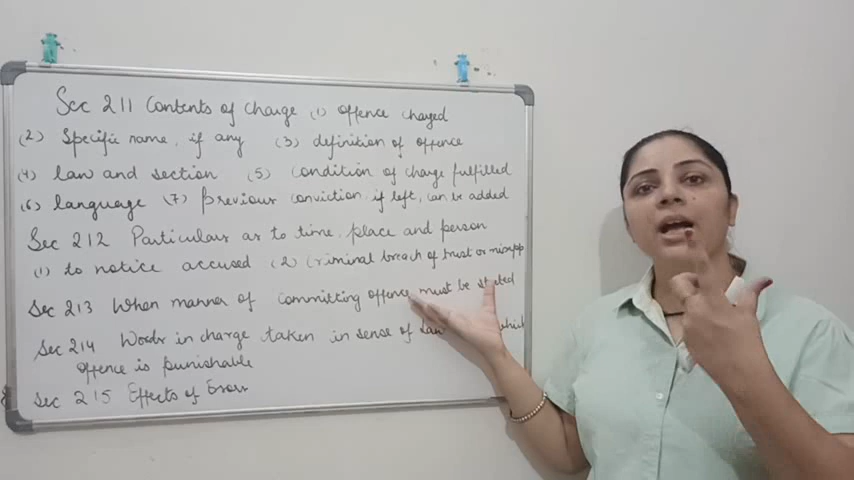 Sec 211 Contents of charge (1) offence charged
(2) Specific name, if any (3) definition of offence
(4) law and section (5) condition of charge fulfilled
(6) language (7) Previous conviction, if left, can be added
Sec 212 Particulars as to time, place and person
(1) to notice accused (2) Criminal breach of trust or misapp
Sec 213 When manner of committing offence must be stated
Sec 214 Words in charge taken in sense of law which
offence is punishable
Sec 215 Effects of Error